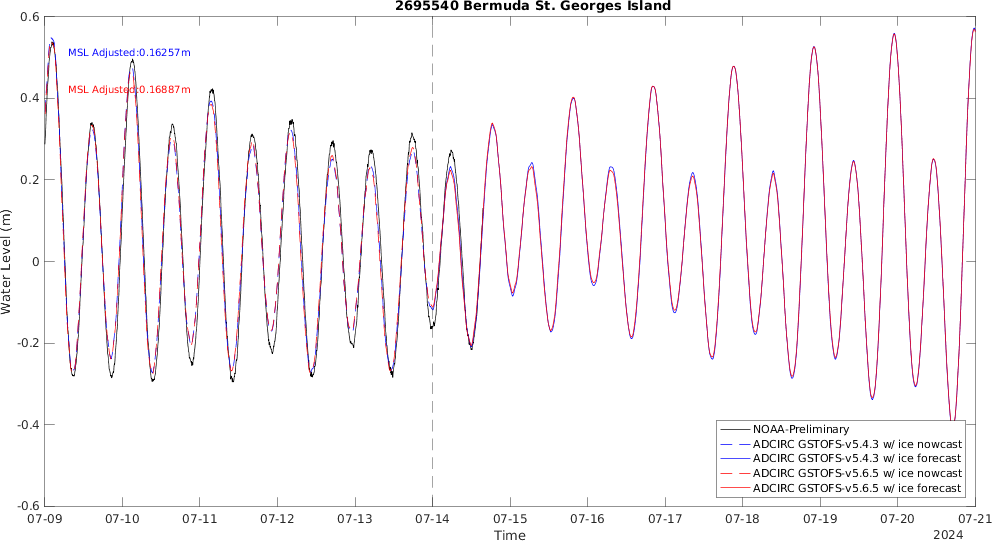 2695540 Bermuda St. Georges Island
0.6
MSL Adjusted:0.16257m
MSL Adjusted:0.16887m
0.4
0.2
0
-0.2
-0.4
-0.6
Water Level (m)
NOAA-Preliminary
ADCIRC GSTOFS-v5.4.3 w/ ice nowcast
ADCIRC GSTOFS-v5.4.3 w/ ice forecast
ADCIRC GSTOFS-v5.6.5 w/ ice nowcast
ADCIRC GSTOFS-v5.6.5 w/ ice forecast
07-09 07-10 07-11 07-12 07-13 07-14 07-15 07-16 07-17 07-18 07-19 07-20 07-21
Time
2024